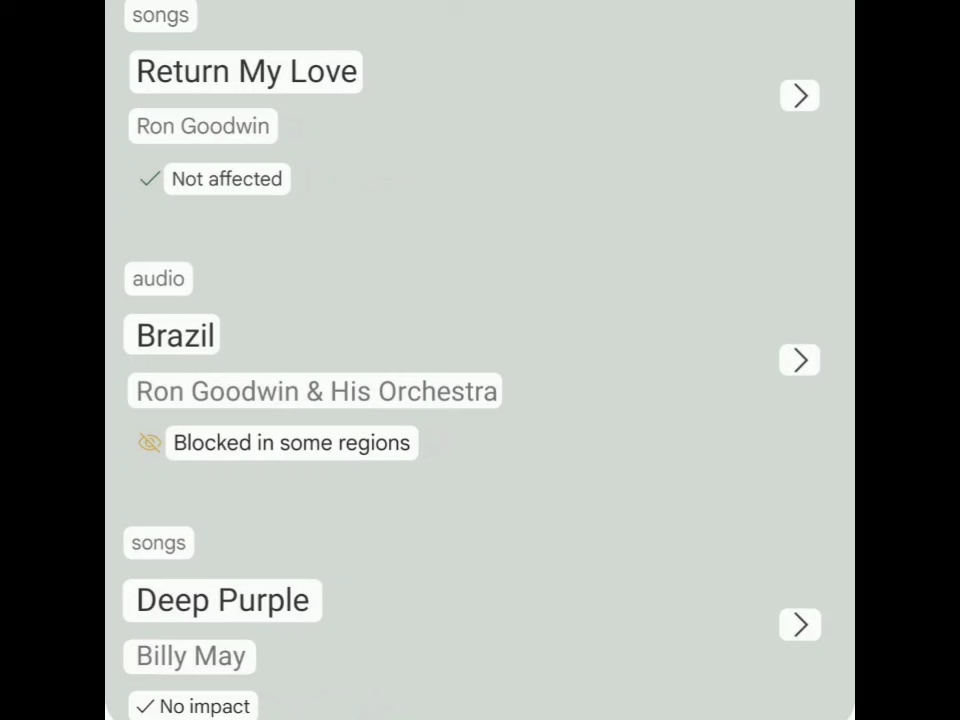 songs
Return My Love
Ron Goodwin
Not affected
audio
Brazil
Ron Goodwin & His Orchestra
Blocked in some regions
songs
Deep Purple
Billy May
No impact